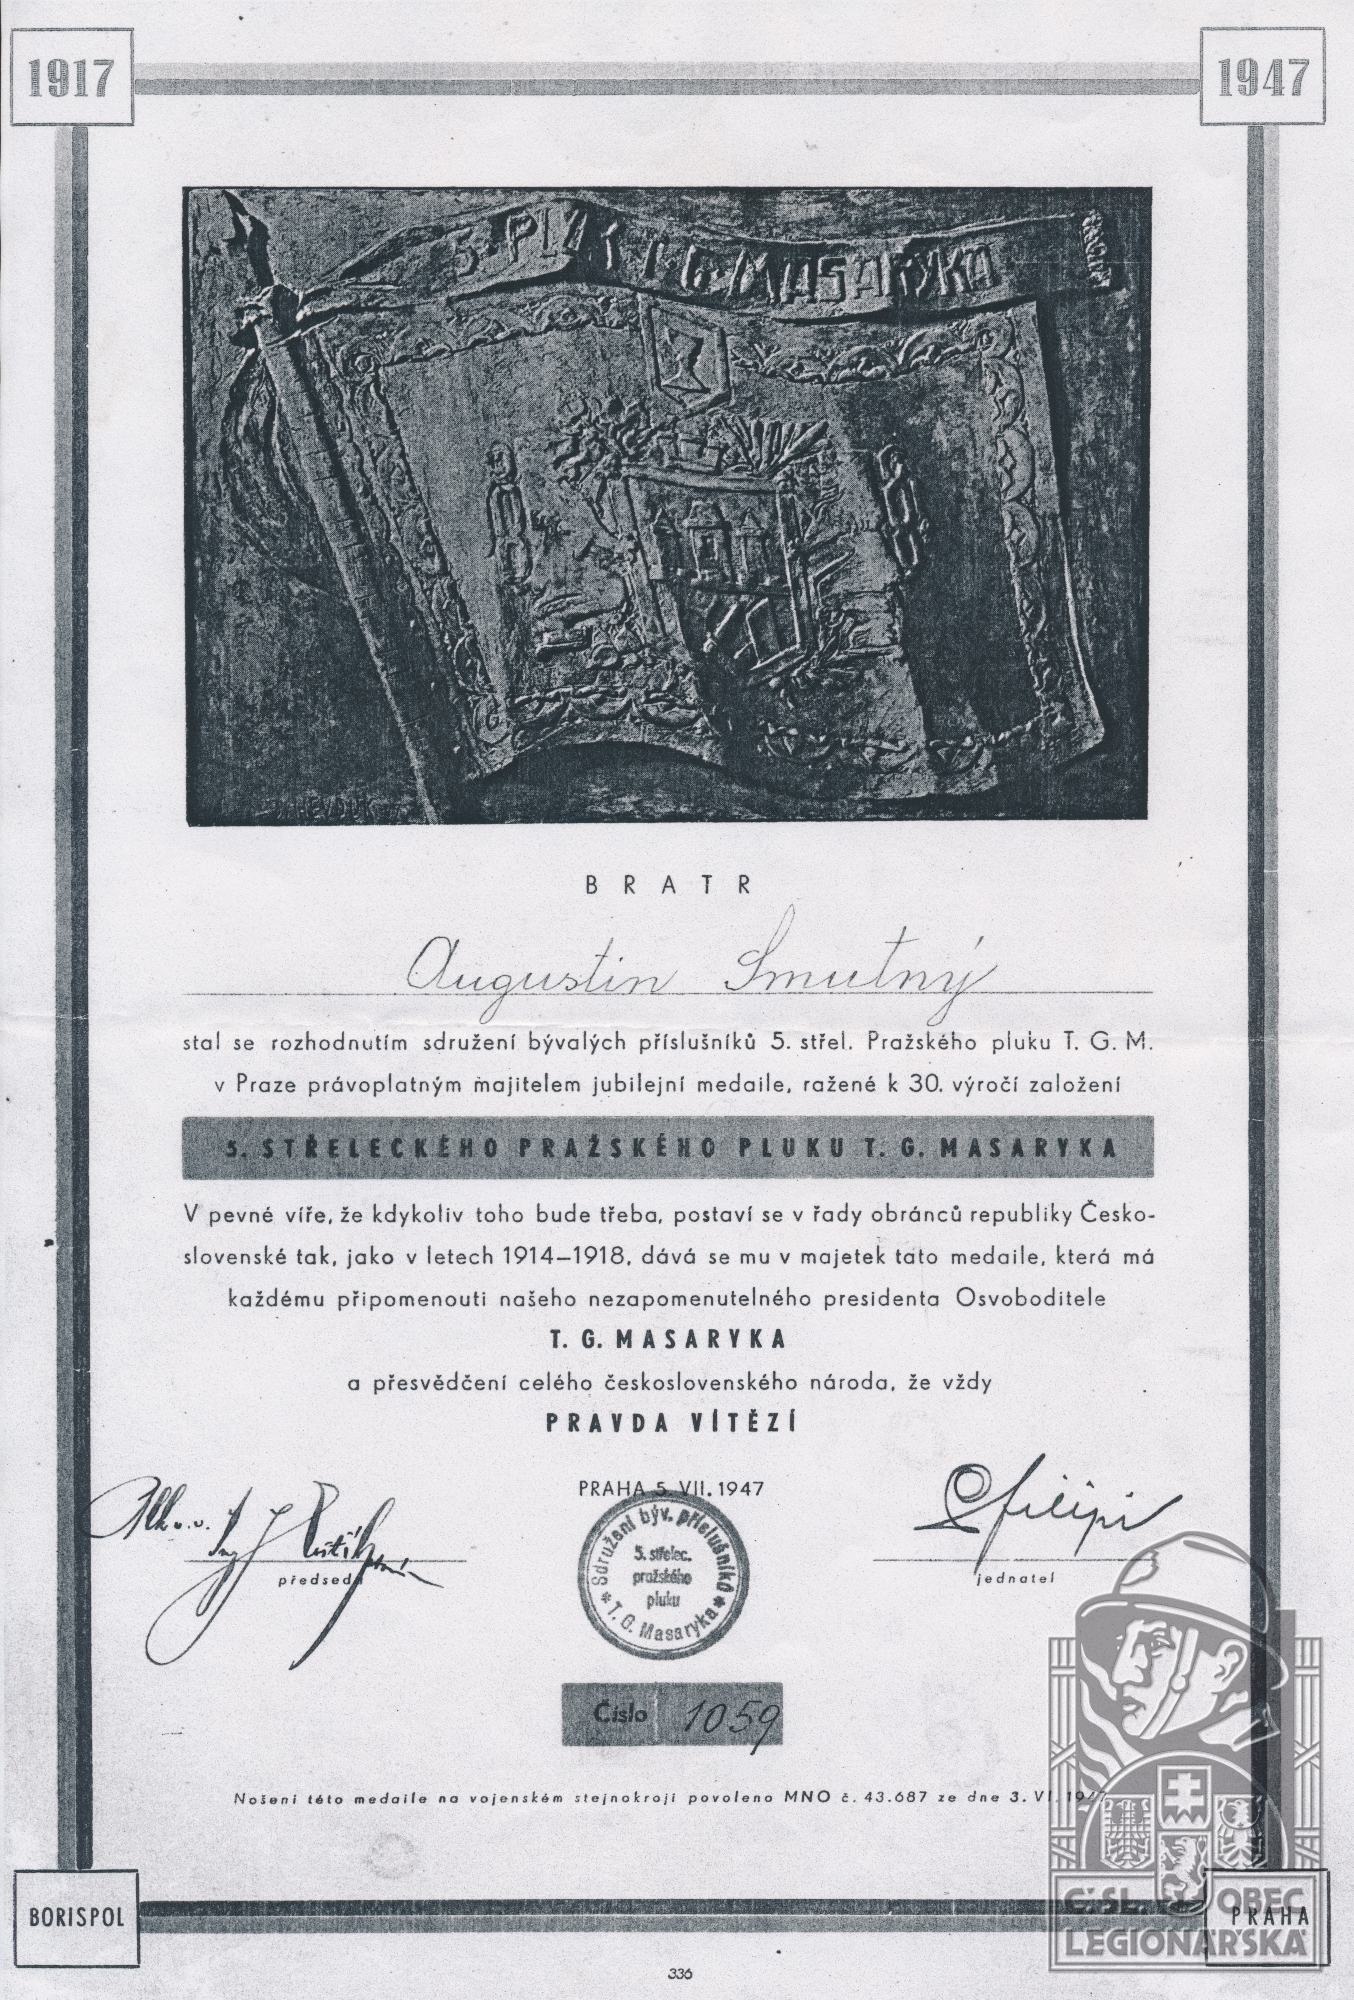 1917
1947
5. PLUK T. G. MASARYKA
B R A T R
Augustin Smutný
stal se rozhodnutím sdružení bývalých příslušníků 5. střel. Pražského pluku T. G. M.
v Praze právoplatným majitelem jubilejní medaile, ražené k 30. výročí založení
5. STŘELECKÉHO PRAŽSKÉHO PLUKU T. G. MASARYKA
V pevné víře, že kdykoliv toho bude třeba, postaví se v řady obránců republiky Česko-
slovenské tak, jako v letech 1914–1918, dává se mu v majetek tato medaile, která má
každému připomenouti našeho nezapomenutelného presidenta Osvoboditele
T. G. MASARYKA
a přesvědčení celého československého národa, že vždy
PRAVDA VÍTĚZÍ
PRAHA 5. VII. 1947
předseda
jednatel
Sdružení býv. příslušníků
5. střelec.
pražského
pluku
T. G. Masaryka
Číslo 1059
Nošení této medaile na vojenském stejnokroji povoleno MNO č. 43.687 ze dne 3. VI. 1947
BORISPOL
PRAHA
ČSL. OBEC
LEGIONÁŘSKÁ
336